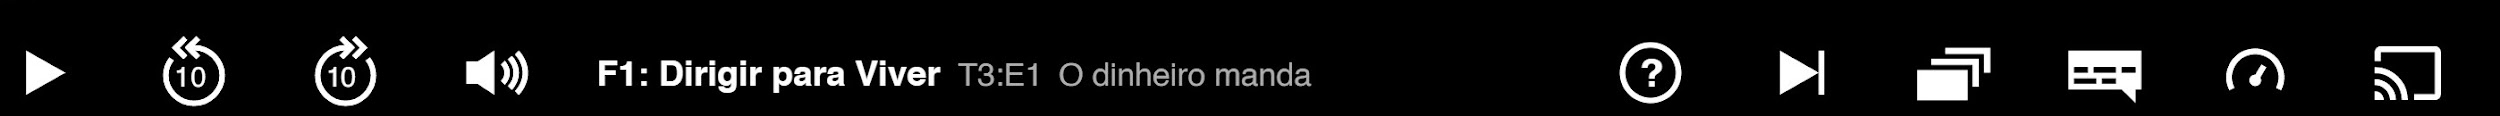 10 10 F1: Dirigir para Viver T3:E1 O dinheiro manda ?